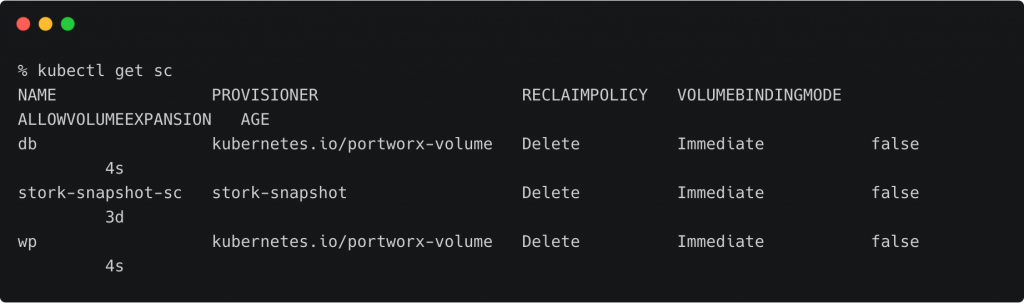 % kubectl get sc
NAME                PROVISIONER                     RECLAIMPOLICY   VOLUMEBINDINGMODE
ALLOWVOLUMEEXPANSION   AGE
db                  kubernetes.io/portworx-volume   Delete          Immediate           false
         4s
stork-snapshot-sc   stork-snapshot                  Delete          Immediate           false
         3d
wp                  kubernetes.io/portworx-volume   Delete          Immediate           false
         4s